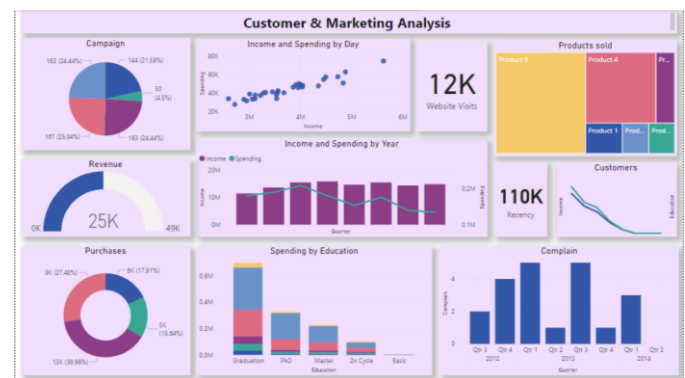 Customer & Marketing Analysis
Campaign
163 (24.44%)
144 (21.59%)
30
(4.5%)
167 (25.04%)
163 (24.44%)
Income and Spending by Day
80K
60K
40K
20K
Spending
3M
4M
5M
6M
Income
12K
Website Visits
Products sold
Product 6
Product 4
Pr...
Product 1
Prod...
Prod...
Revenue
0K
25K
49K
Income and Spending by Year
Income
Spending
20M
10M
0M
Income
0.2M
0.1M
Spending
Quarter
110K
Recency
Customers
Income
Education
Purchases
9K (27.48%)
6K (17.91%)
(15.64%)
13K (38.98%)
Spending by Education
0.6M
0.4M
0.2M
0.0M
Graduation
PhD
Master
2n Cycle
Basic
Education
Complain
4
2
0
Complain
Qtr 3
Qtr 4
Qtr 1
Qtr 2
Qtr 3
Qtr 4
Qtr 1
Qtr 2
2012
2013
2014
Quarter